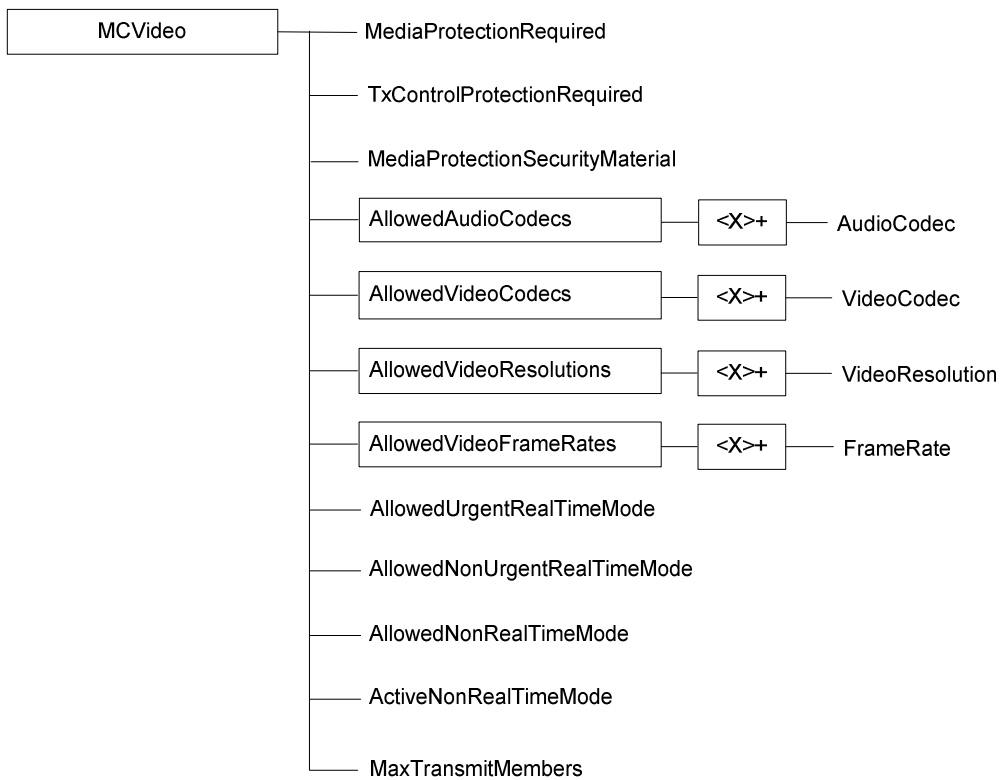 MCVideo
MediaProtectionRequired
TxControlProtectionRequired
MediaProtectionSecurityMaterial
AllowedAudioCodecs <X>+ AudioCodec
AllowedVideoCodecs <X>+ VideoCodec
AllowedVideoResolutions <X>+ VideoResolution
AllowedVideoFrameRates <X>+ FrameRate
AllowedUrgentRealTimeMode
AllowedNonUrgentRealTimeMode
AllowedNonRealTimeMode
ActiveNonRealTimeMode
MaxTransmitMembers